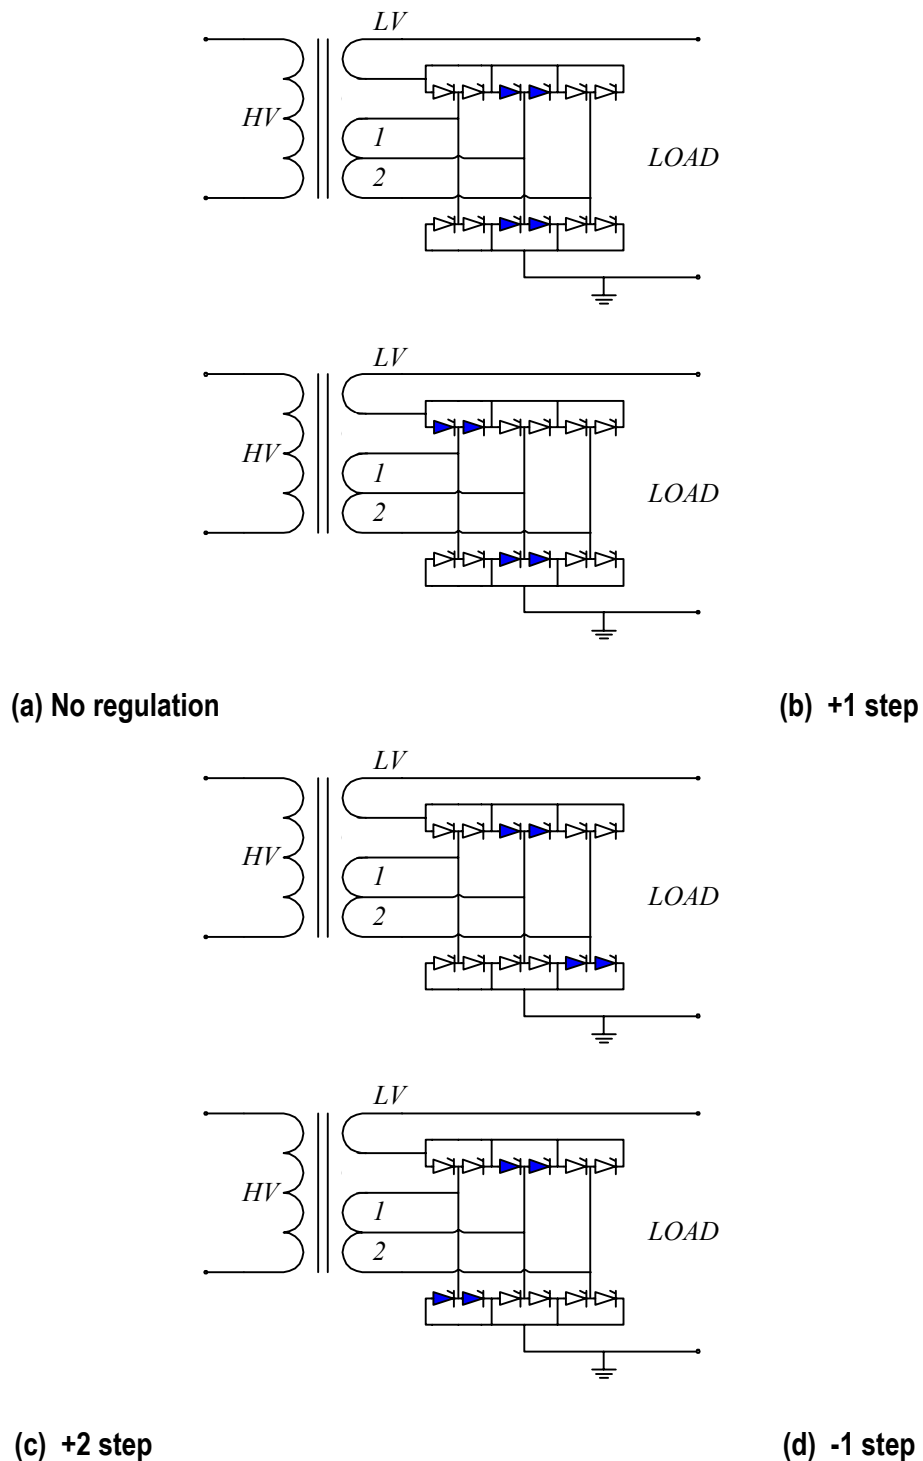 LV
HV
1
2
LOAD
LV
HV
1
2
LOAD
(a) No regulation
(b) +1 step
LV
HV
1
2
LOAD
LV
HV
1
2
LOAD
(c) +2 step
(d) -1 step